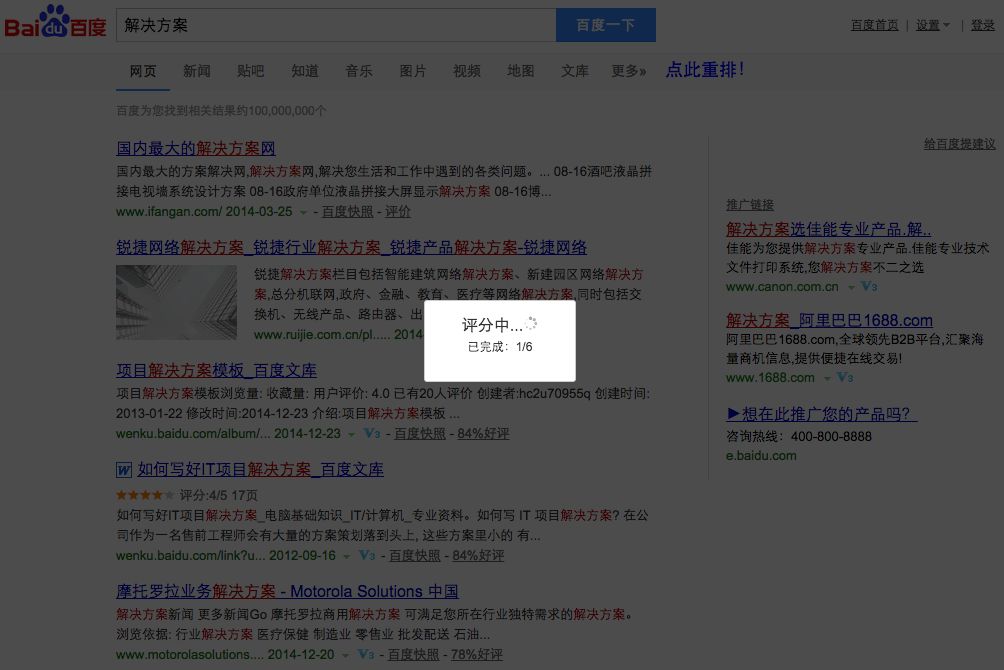 Bai du 百度
解决方案
百度一下
百度首页 | 设置 | 登录
网页 新闻 贴吧 知道 音乐 图片 视频 地图 文库 更多» 点此重排!
百度为您找到相关结果约100,000,000个
给百度提建议
国内最大的解决方案网
国内最大的方案解决网,解决方案网,解决您生活和工作中遇到的各类问题。... 08-16酒吧液晶拼
接电视墙系统设计方案 08-16政府单位液晶拼接大屏显示解决方案 08-16博...
www.ifangan.com/ 2014-03-25 - 百度快照 - 评价
锐捷网络解决方案_锐捷行业解决方案_锐捷产品解决方案-锐捷网络
锐捷解决方案栏目包括智能建筑网络解决方案、新建园区网络解决方
案,总分机联网,政府、金融、教育、医疗等网络解决方案,同时包括交
换机、无线产品、路由器、出
www.ruijie.com.cn/pl..... 2014
评分中...
已完成：1/6
项目解决方案模板_百度文库
项目解决方案模板浏览量: 收藏量: 用户评价: 4.0 已有20人评价 创建者:hc2u70955q 创建时间:
2013-01-22 修改时间:2014-12-23 介绍:项目解决方案模板 ...
wenku.baidu.com/album/... 2014-12-23 V3 - 百度快照 - 84%好评
W 如何写好IT项目解决方案_百度文库
评分:4/5 17页
如何写好IT项目解决方案_电脑基础知识_IT/计算机_专业资料。如何写 IT 项目解决方案? 在公
司作为一名售前工程师会有大量的方案策划落到头上, 这些方案里小的 有...
wenku.baidu.com/link?u... 2012-09-16 V3 - 百度快照 - 84%好评
摩托罗拉业务解决方案 - Motorola Solutions 中国
解决方案新闻 更多新闻Go 摩托罗拉商用解决方案 可满足您所在行业独特需求的解决方案。
浏览依据: 行业解决方案 医疗保健 制造业 零售业 批发配送 石油...
www.motorolasolutions.... 2014-12-20 V3 - 百度快照 - 78%好评
推广链接
解决方案选佳能专业产品.解..
佳能为您提供解决方案专业产品.佳能专业技术
文件打印系统,您解决方案不二之选
www.canon.com.cn V3
解决方案_阿里巴巴1688.com
阿里巴巴1688.com,全球领先B2B平台,汇聚海
量商机信息,提供便捷在线交易!
www.1688.com V3
▶想在此推广您的产品吗?
咨询热线：400-800-8888
e.baidu.com